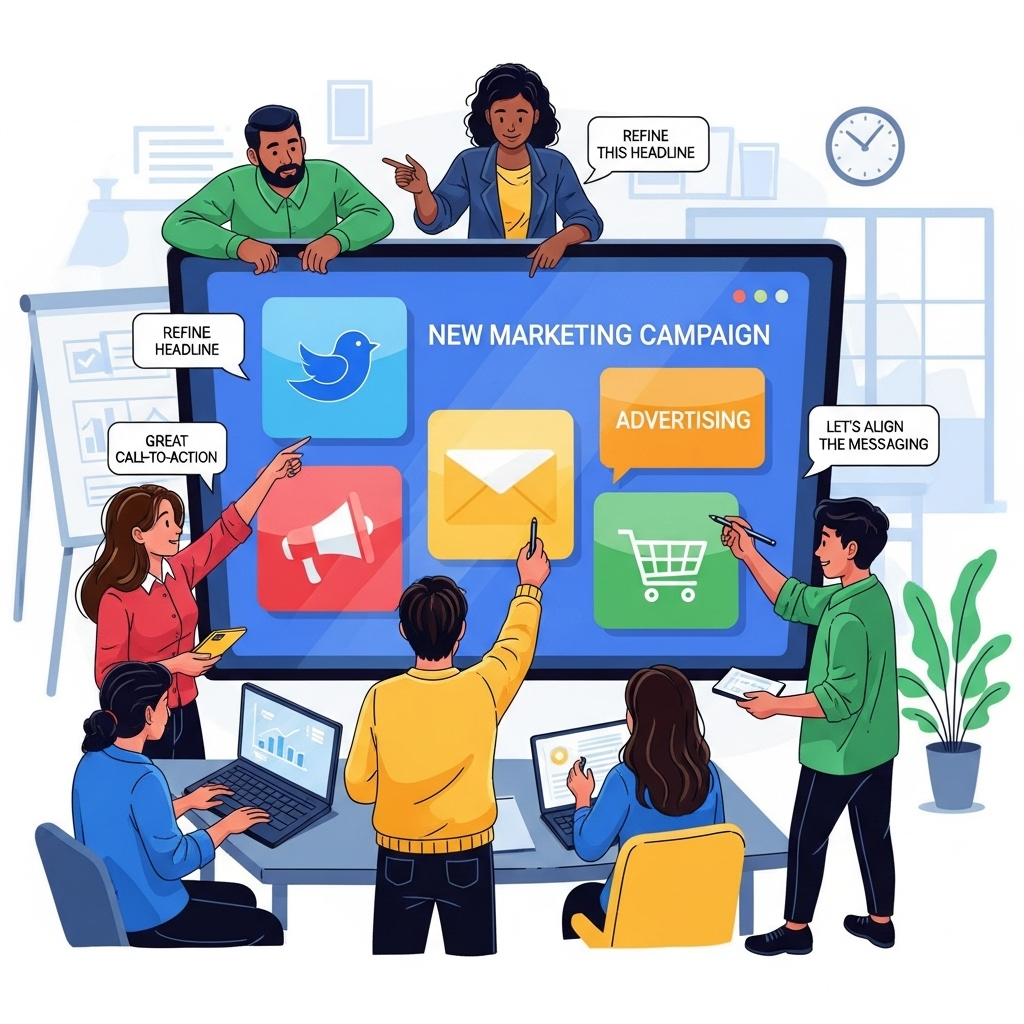 REFINE
THIS HEADLINE
REFINE
HEADLINE
NEW MARKETING CAMPAIGN
ADVERTISING
GREAT
CALL-TO-ACTION
LET'S ALIGN
THE MESSAGING